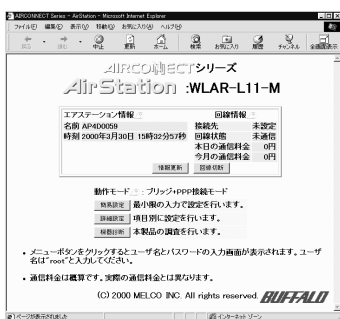 AIRCONNECT Series - AirStation - Microsoft Internet Explorer
ファイル(F) 編集(E) 表示(V) 移動(G) お気に入り(A) ヘルプ(H)
戻る 進む 中止 更新 ホーム 検索 お気に入り 履歴 チャンネル 全画面表示
AIRCONNECTシリーズ
AirStation :WLAR-L11-M
エアステーション情報
名前 AP4D0059
時刻 2000年3月30日 15時32分57秒
情報更新
回線情報
接続先 未設定
回線状態 未通信
本日の通信料金 0円
今月の通信料金 0円
回線切断
動作モード : ブリッジ+PPP接続モード
簡易設定 最小限の入力で設定を行います。
詳細設定 項目別に設定を行います。
機器診断 本製品の調査を行います。
• メニューボタンをクリックするとユーザ名とパスワードの入力画面が表示されます。ユーザ
名は"root"と入力してください。
• 通信料金は概算です。実際の通信料金とは異なります。
(C) 2000 MELCO INC. All rights reserved. BUFFALO
ページが表示されました
インターネット ゾーン